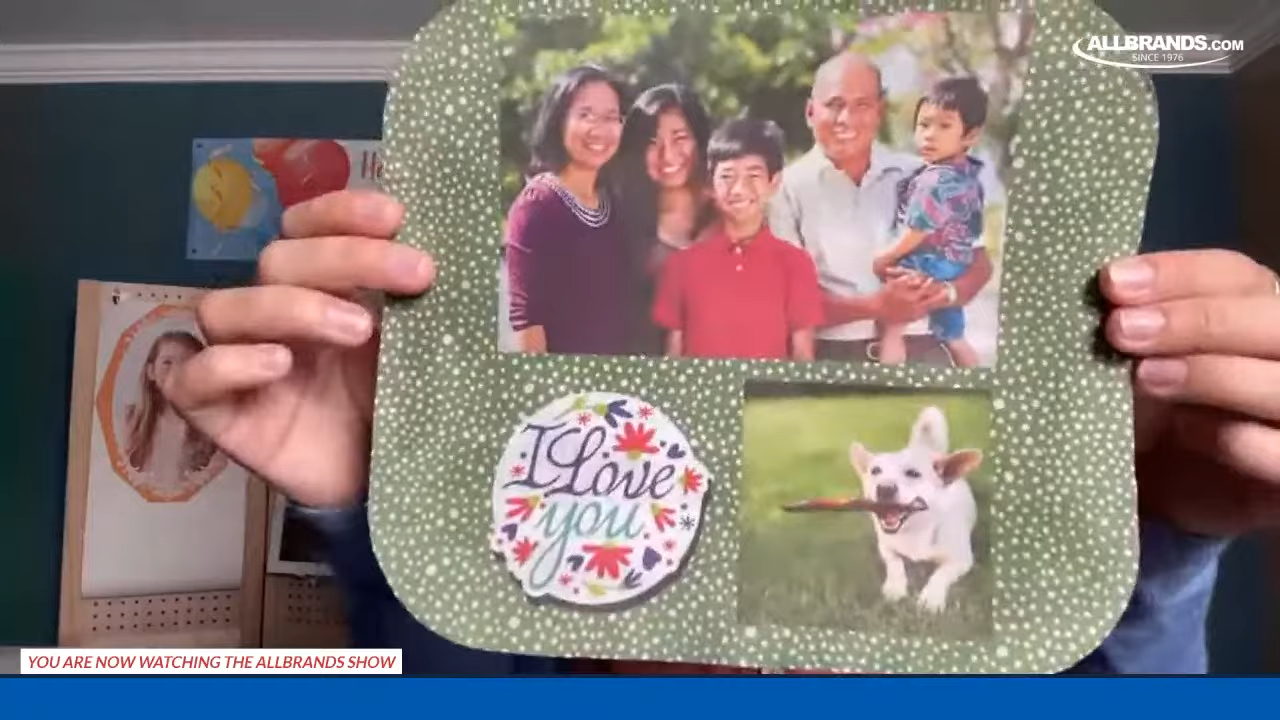 ALLBRANDS.COM
SINCE 1976
I Love
you
YOU ARE NOW WATCHING THE ALLBRANDS SHOW